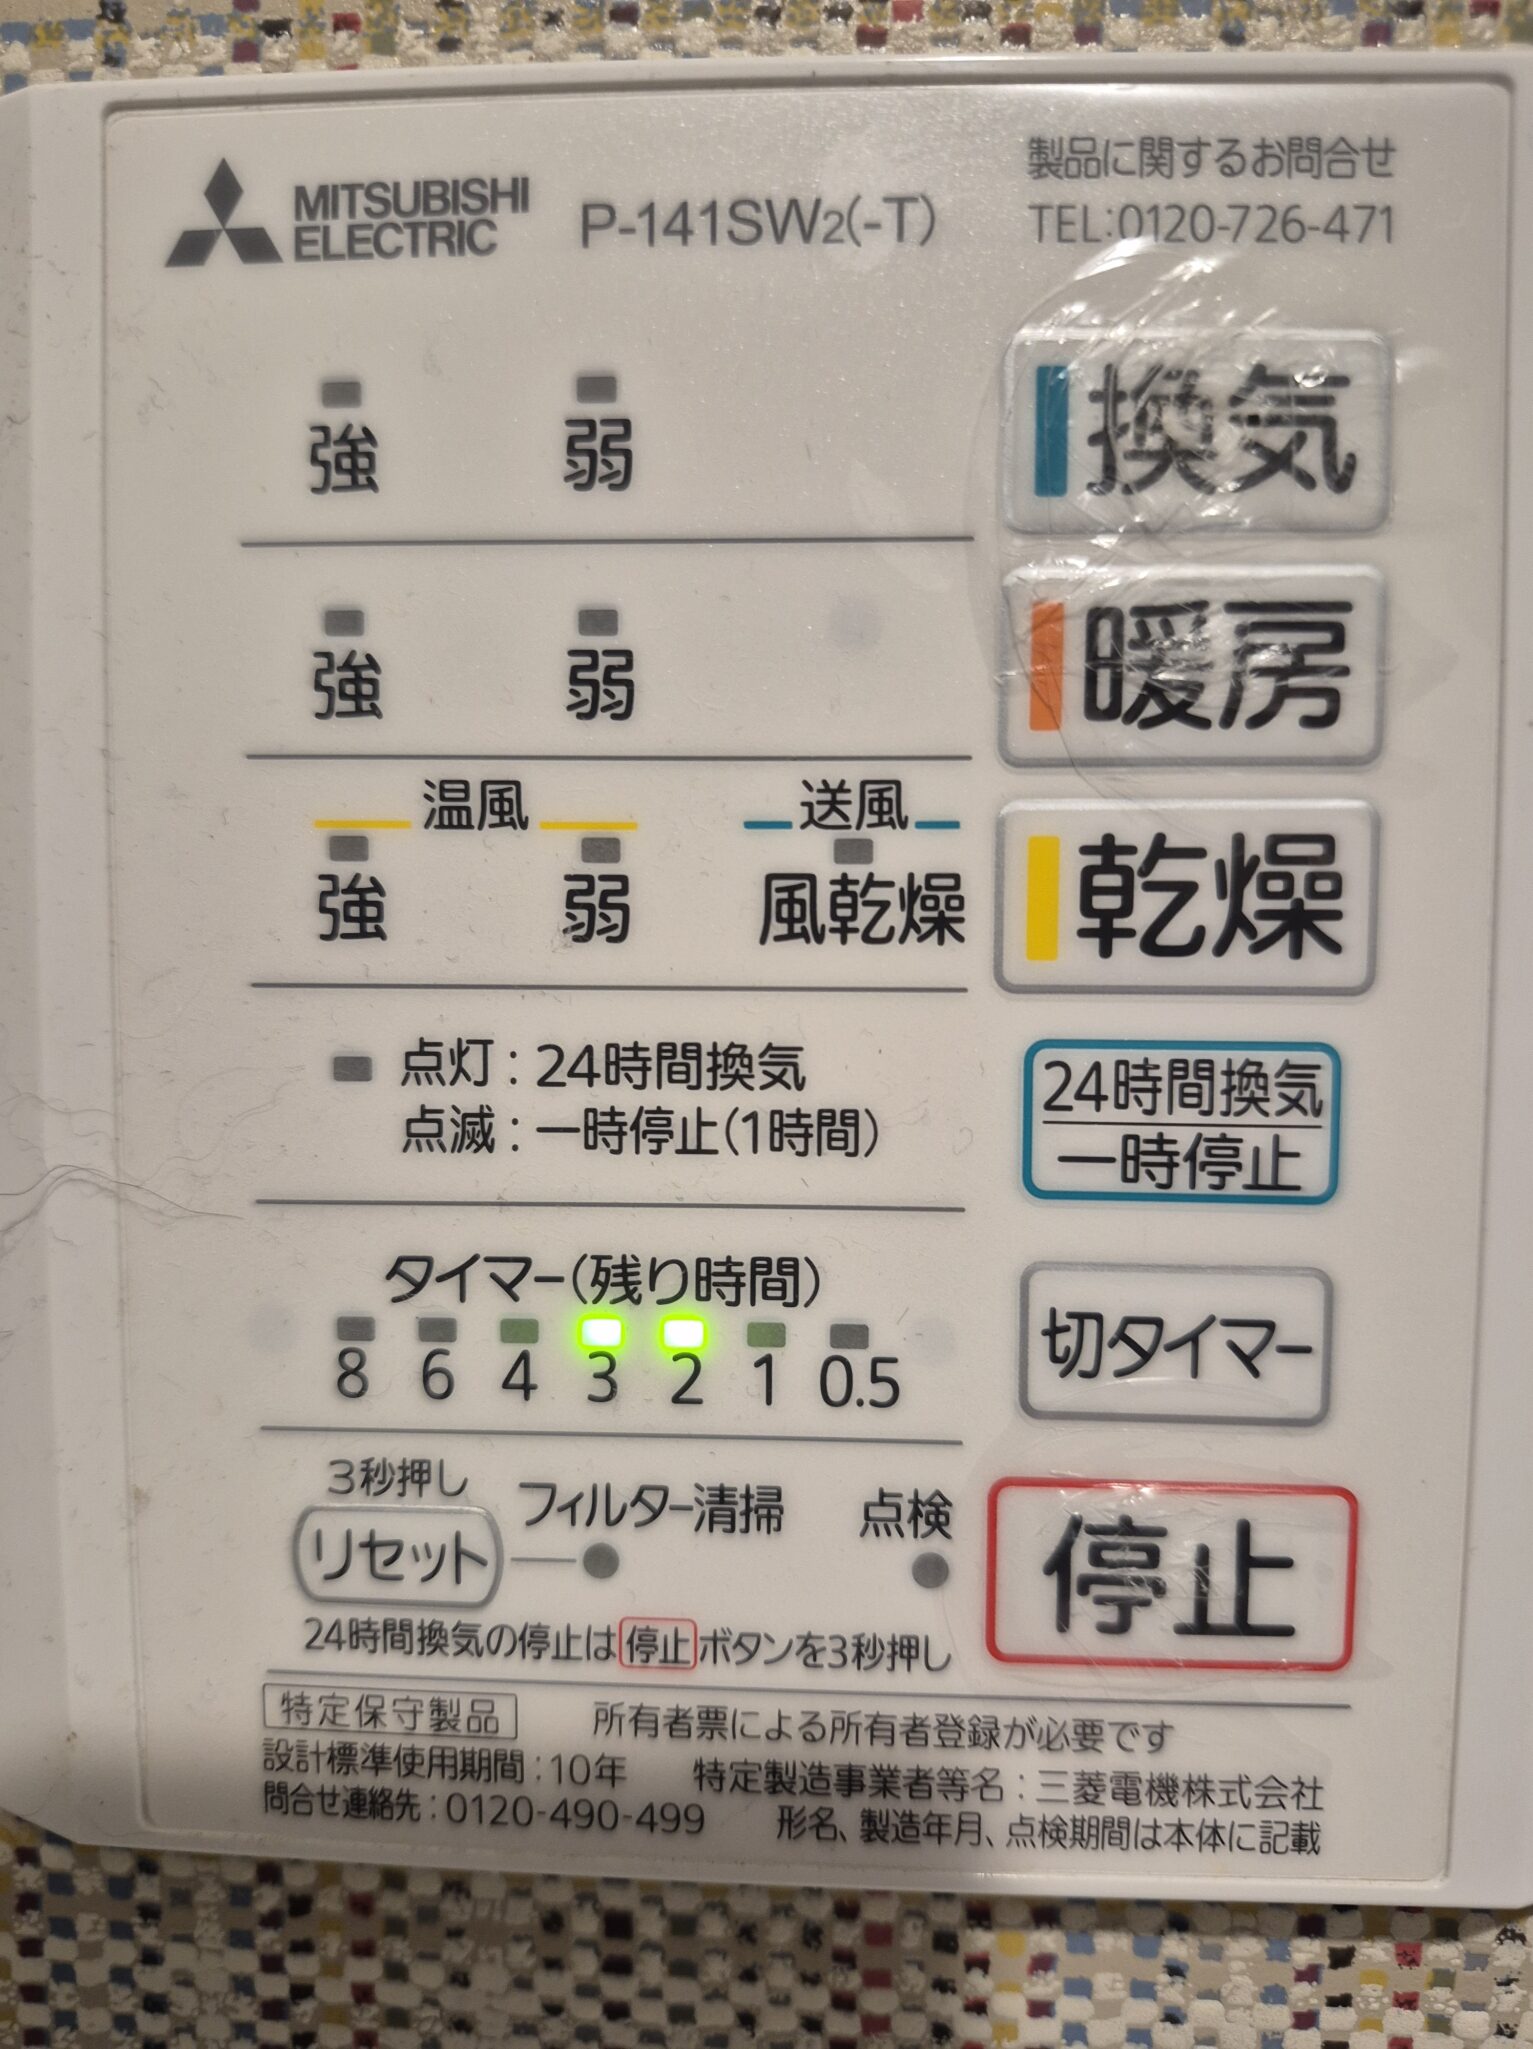 MITSUBISHI
ELECTRIC
P-141SW2(-T)
製品に関するお問合せ
TEL:0120-726-471
強 弱 換気
強 弱 暖房
温風 送風
強 弱 風乾燥 乾燥
点灯:24時間換気
点滅:一時停止(1時間)
24時間換気
一時停止
タイマー(残り時間)
8 6 4 3 2 1 0.5
切タイマー
3秒押し
リセット フィルター清掃 点検
停止
24時間換気の停止は停止ボタンを3秒押し
特定保守製品 所有者票による所有者登録が必要です
設計標準使用期間:10年 特定製造事業者等名:三菱電機株式会社
問合せ連絡先:0120-490-499 形名、製造年月、点検期間は本体に記載